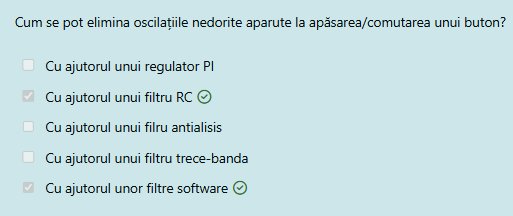 Cum se pot elimina oscilațiile nedorite aparute la apăsarea/comutarea unui buton?
Cu ajutorul unui regulator PI
Cu ajutorul unui filtru RC
Cu ajutorul unui filru antialisis
Cu ajutorul unui filtru trece-banda
Cu ajutorul unor filtre software